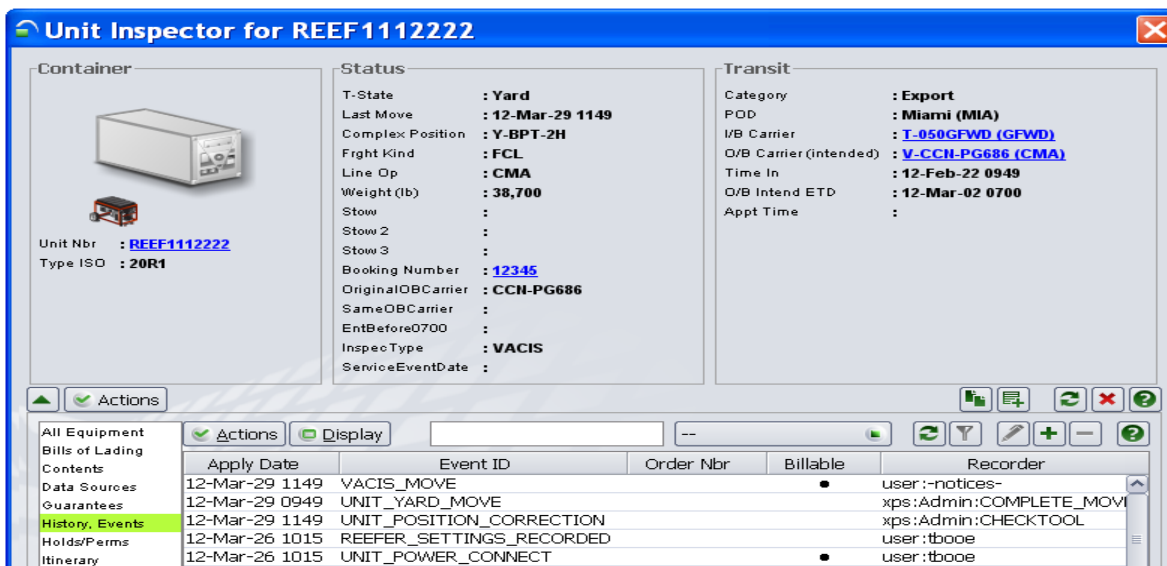 Unit Inspector for REEF1112222
Container
Unit Nbr : REEF1112222
Type ISO : 20R1
Status
T-State : Yard
Last Move : 12-Mar-29 1149
Complex Position : Y-BPT-2H
Frght Kind : FCL
Line Op : CMA
Weight (lb) : 38,700
Stow :
Stow 2 :
Stow 3 :
Booking Number : 12345
OriginalOBCarrier : CCN-PG686
SameOBCarrier :
EntBefore0700 :
InspecType : VACIS
ServiceEventDate :
Transit
Category : Export
POD : Miami (MIA)
I/B Carrier : T-050GFWD (GFWD)
O/B Carrier (intended) : V-CCN-PG686 (CMA)
Time In : 12-Feb-22 0949
O/B Intend ETD : 12-Mar-02 0700
Appt Time :
Actions
All Equipment
Bills of Lading
Contents
Data Sources
Guarantees
History, Events
Holds/Perms
Itinerary
Actions Display --
Apply Date Event ID Order Nbr Billable Recorder
12-Mar-29 1149 VACIS_MOVE ● user:-notices-
12-Mar-29 0949 UNIT_YARD_MOVE xps:Admin:COMPLETE_MOVI
12-Mar-29 1149 UNIT_POSITION_CORRECTION xps:Admin:CHECKTOOL
12-Mar-26 1015 REEFER_SETTINGS_RECORDED user:tbooe
12-Mar-26 1015 UNIT_POWER_CONNECT ● user:tbooe